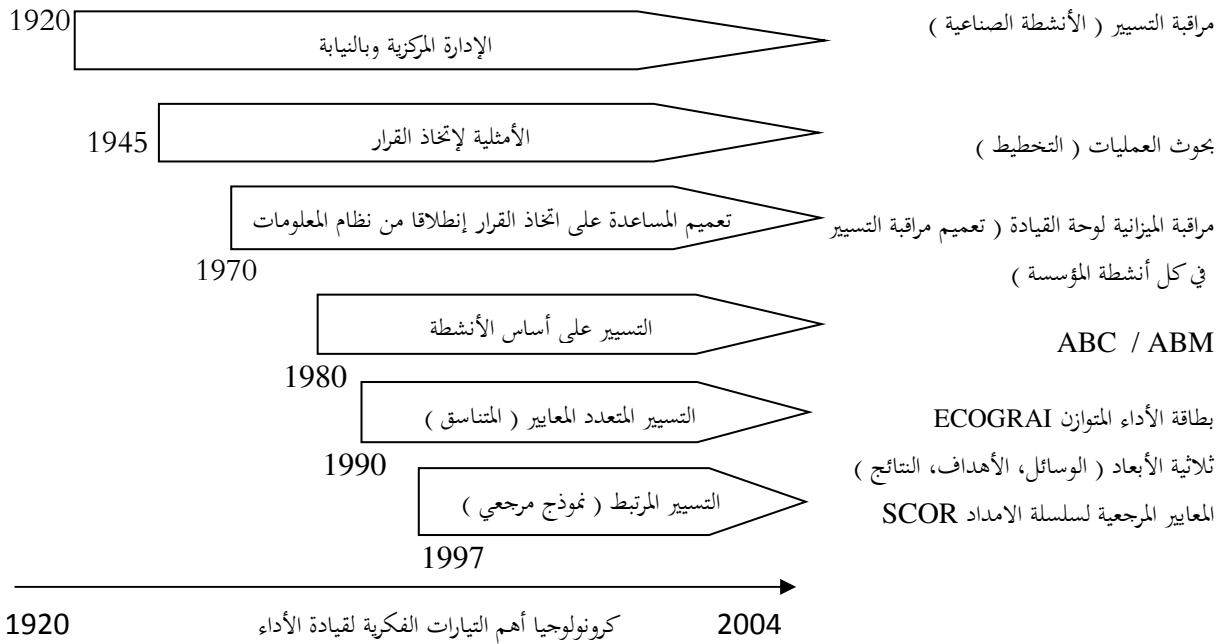 مراقبة التسيير ( الأنشطة الصناعية )
1920
الإدارة المركزية وبالنيابة
بحوث العمليات ( التخطيط )
1945
الأمثلية لإتخاذ القرار
مراقبة الميزانية لوحة القيادة ( تعميم مراقبة التسيير
في كل أنشطة المؤسسة )
تعميم المساعدة على اتخاذ القرار إنطلاقا من نظام المعلومات
1970
ABC / ABM
التسيير على أساس الأنشطة
1980
بطاقة الأداء المتوازن ECOGRAI
ثلاثية الأبعاد ( الوسائل، الأهداف، النتائج )
التسيير المتعدد المعايير ( المتناسق )
1990
المعايير المرجعية لسلسلة الامداد SCOR
التسيير المرتبط ( نموذج مرجعي )
1997
1920
كرونولوجيا أهم التيارات الفكرية لقيادة الأداء
2004